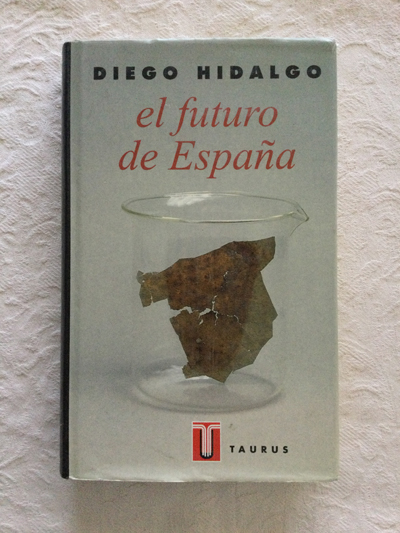 DIEGO HIDALGO
el futuro
de España
TAURUS